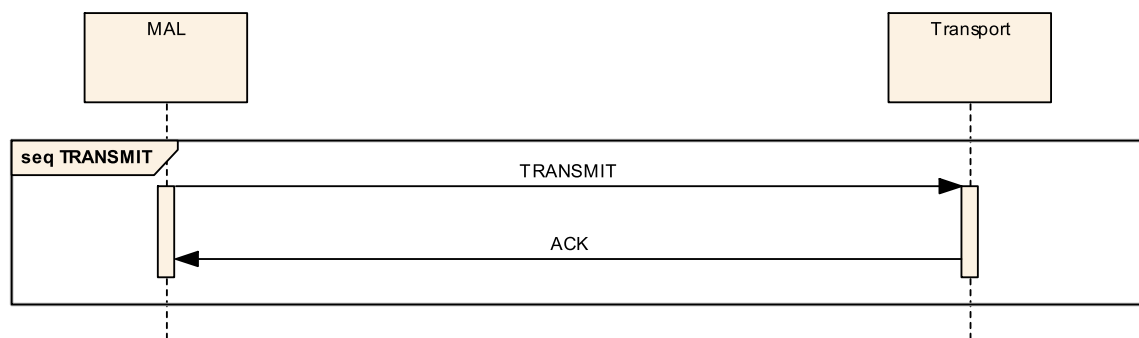 MAL
Transport
seq TRANSMIT
TRANSMIT
ACK